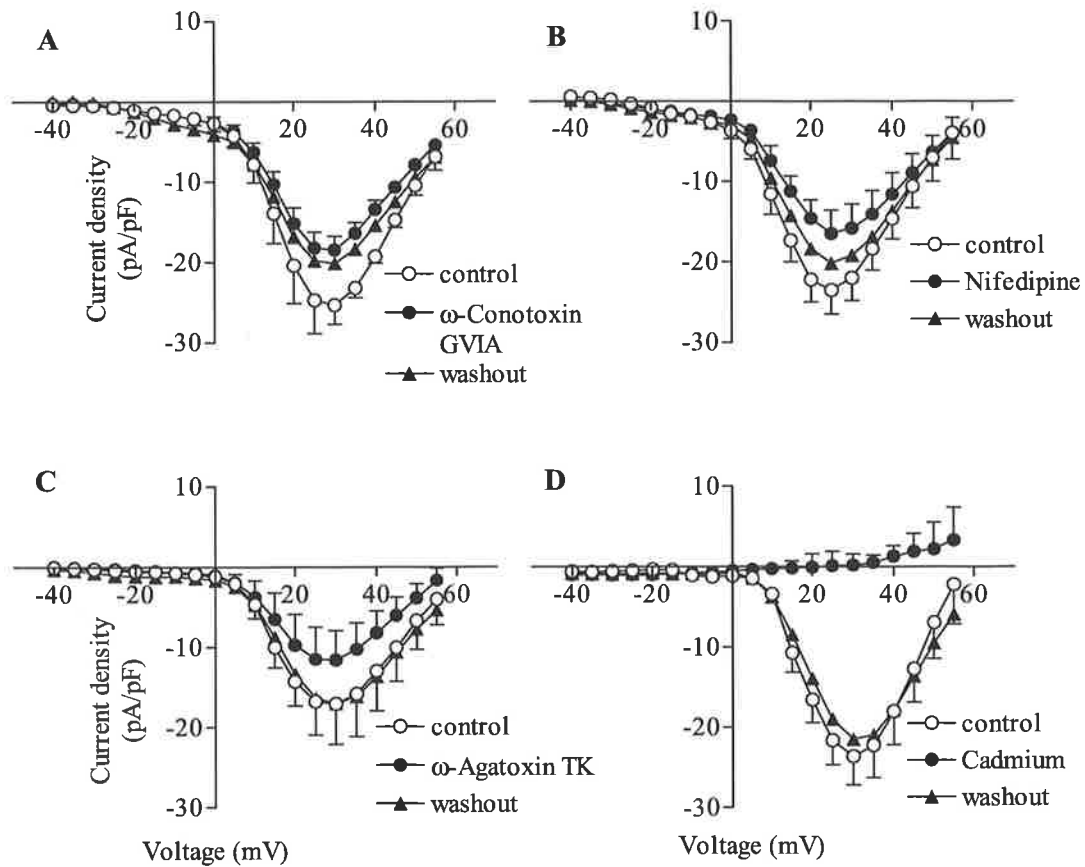 A
10
-40
-20
20
40
60
-10
-20
-30
Current density
(pA/pF)
control
ω-Conotoxin
GVIA
washout
B
10
-40
-20
20
40
60
-10
-20
-30
control
Nifedipine
washout
C
10
-40
-20
20
40
60
-10
-20
-30
Current density
(pA/pF)
control
ω-Agatoxin TK
washout
Voltage (mV)
D
10
-40
-20
20
40
60
-10
-20
-30
control
Cadmium
washout
Voltage (mV)